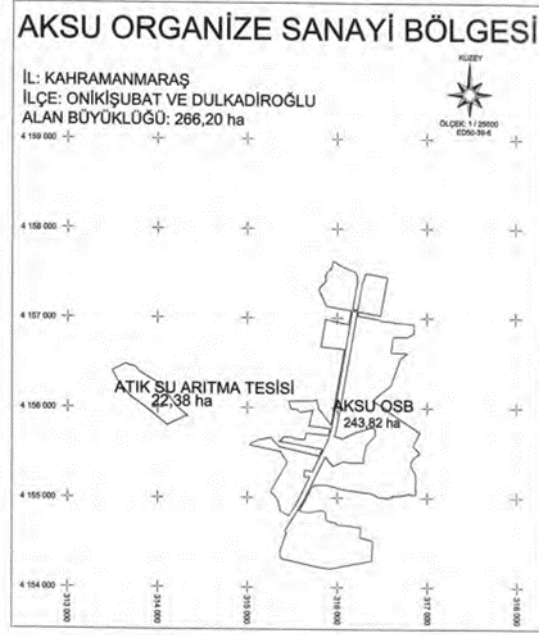 AKSU ORGANİZE SANAYİ BÖLGESİ
İL: KAHRAMANMARAŞ
İLÇE: ONİKİŞUBAT VE DULKADİROĞLU
ALAN BÜYÜKLÜĞÜ: 266,20 ha
KUZEY
ÖLÇEK: 1 / 25000
ED50-39-6
4 159 000
4 158 000
4 157 000
4 156 000
4 155 000
4 154 000
ATIK SU ARITMA TESİSİ
22,38 ha
AKSU OSB
243,82 ha
313 000
314 000
315 000
316 000
317 000
318 000